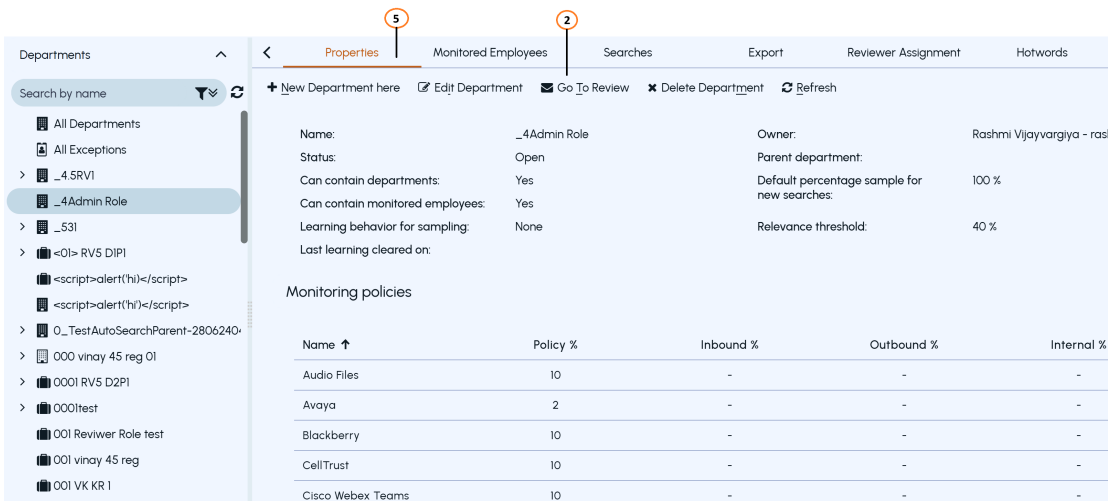 5 2
Departments
Properties Monitored Employees Searches Export Reviewer Assignment Hotwords
Search by name
New Department here Edit Department Go To Review Delete Department Refresh
All Departments
All Exceptions
_4.5RV1
_4Admin Role
_531
<01> RV5 D1P1
<script>alert('hi)</script>
<script>alert('hi')</script>
0_TestAutoSearchParent-2806240
000 vinay 45 reg 01
0001 RV5 D2P1
0001test
001 Reviwer Role test
001 vinay 45 reg
001 VK KR 1
Name: _4Admin Role Owner: Rashmi Vijayvargiya - ras
Status: Open Parent department:
Can contain departments: Yes Default percentage sample for new searches: 100 %
Can contain monitored employees: Yes
Learning behavior for sampling: None Relevance threshold: 40 %
Last learning cleared on:
Monitoring policies
Name Policy % Inbound % Outbound % Internal %
Audio Files 10 - - -
Avaya 2 - - -
Blackberry 10 - - -
CellTrust 10 - - -
Cisco Webex Teams 10 - - -